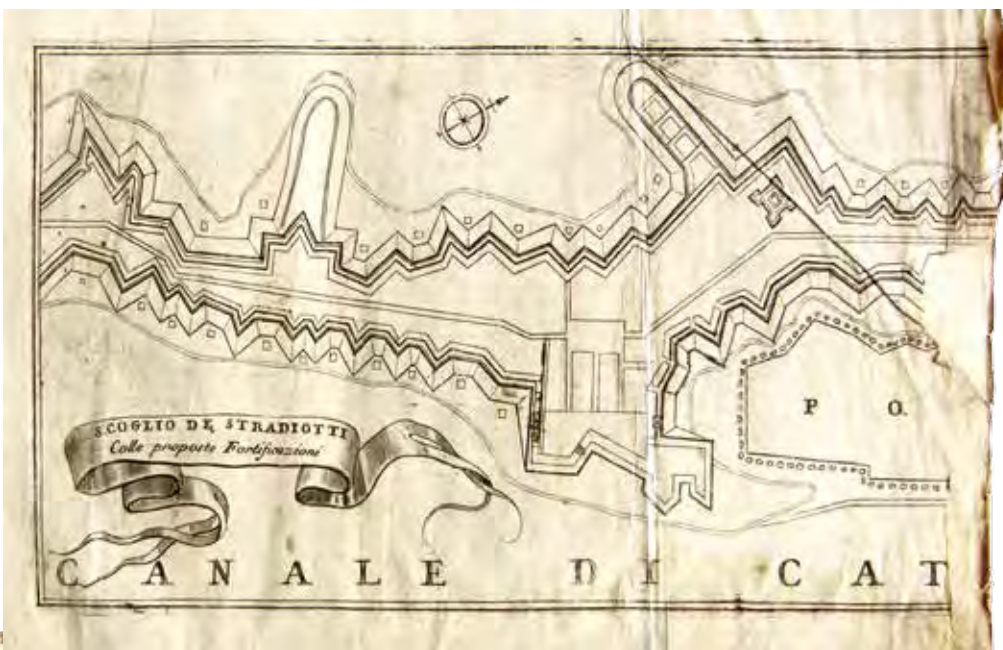 SCOGLIO DE STRADIOTTI
Colle proposte Fortificazioni
P O.
CANALE DI CAT